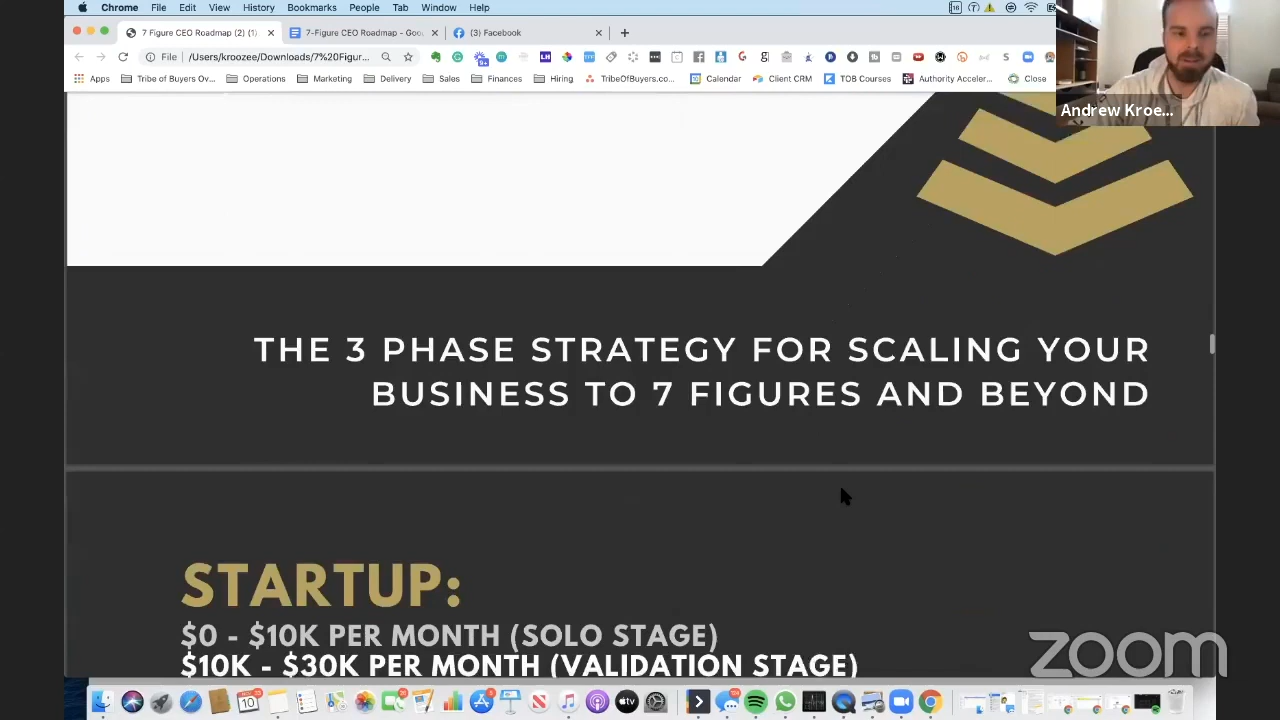 Chrome File Edit View History Bookmarks People Tab Window Help
7 Figure CEO Roadmap (2) (1)
7-Figure CEO Roadmap - Goo
(3) Facebook
File /Users/kroozee/Downloads/7%20Figur...
Apps Tribe of Buyers Ov... Operations Marketing Delivery Sales Finances Hiring TribeOfBuyers.co... Calendar Client CRM TOB Courses Authority Acceler... Close
Andrew Kroe...
THE 3 PHASE STRATEGY FOR SCALING YOUR
BUSINESS TO 7 FIGURES AND BEYOND
STARTUP:
$0 - $10K PER MONTH (SOLO STAGE)
$10K - $30K PER MONTH (VALIDATION STAGE)
zoom